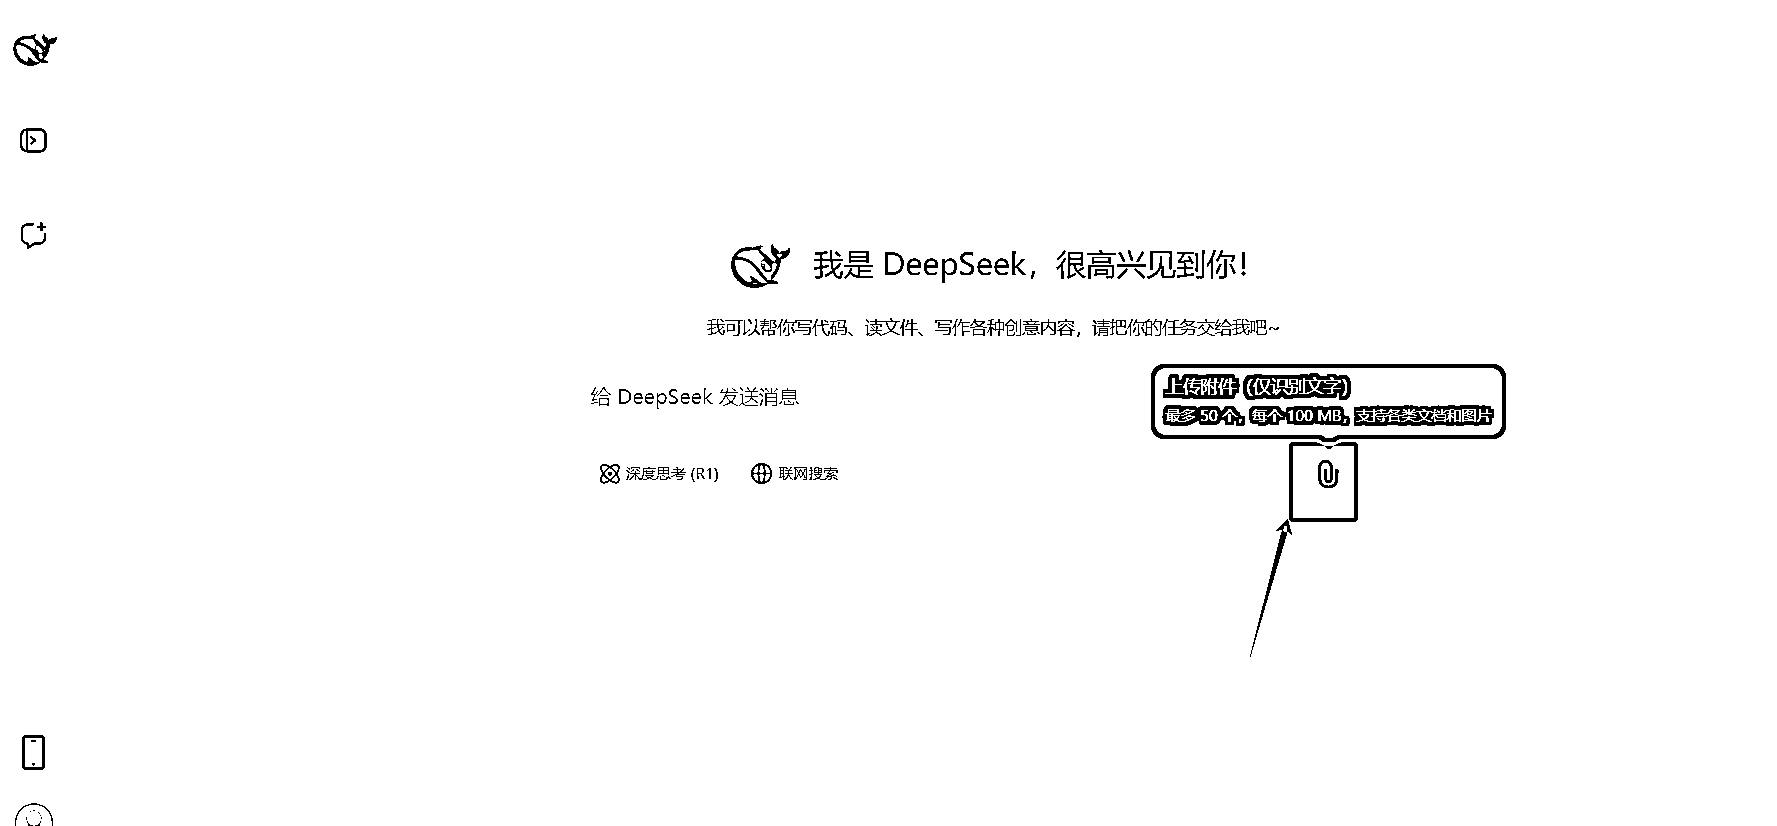 我是 DeepSeek，很高兴见到你！
我可以帮你写代码、读文件、写作各种创意内容，请把你的任务交给我吧~
上传附件 (仅识别文字)
最多 50 个，每个 100 MB，支持各类文档和图片
给 DeepSeek 发送消息
深度思考 (R1)
联网搜索